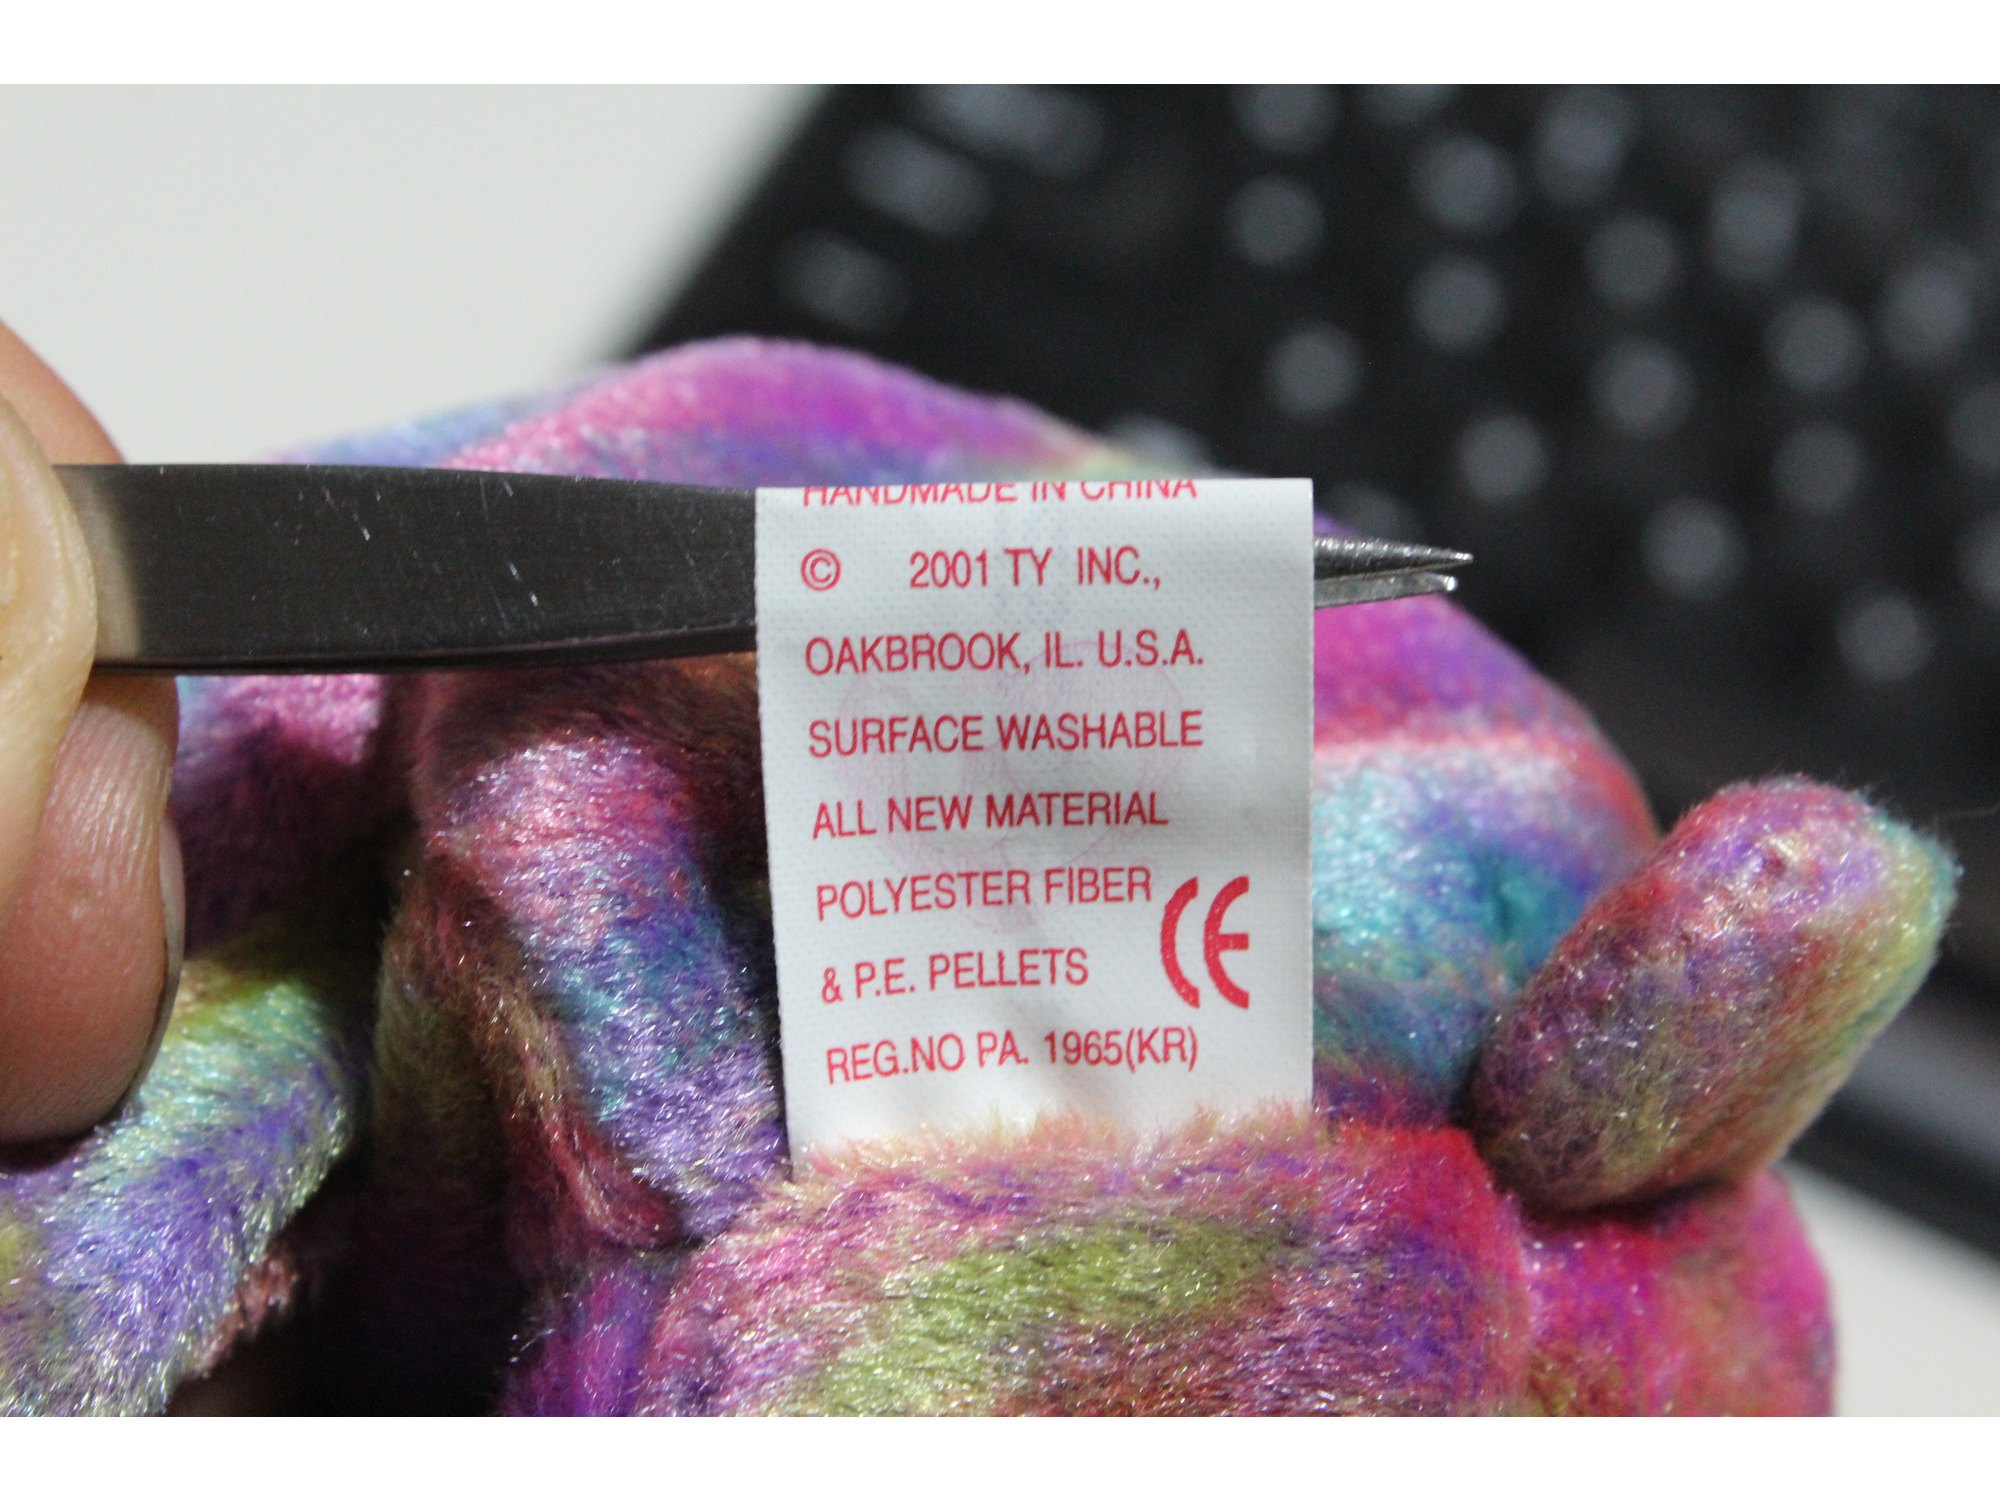 HANDMADE IN CHINA
© 2001 TY INC.,
OAKBROOK, IL. U.S.A.
SURFACE WASHABLE
ALL NEW MATERIAL
POLYESTER FIBER
& P.E. PELLETS
CE
REG.NO PA. 1965(KR)